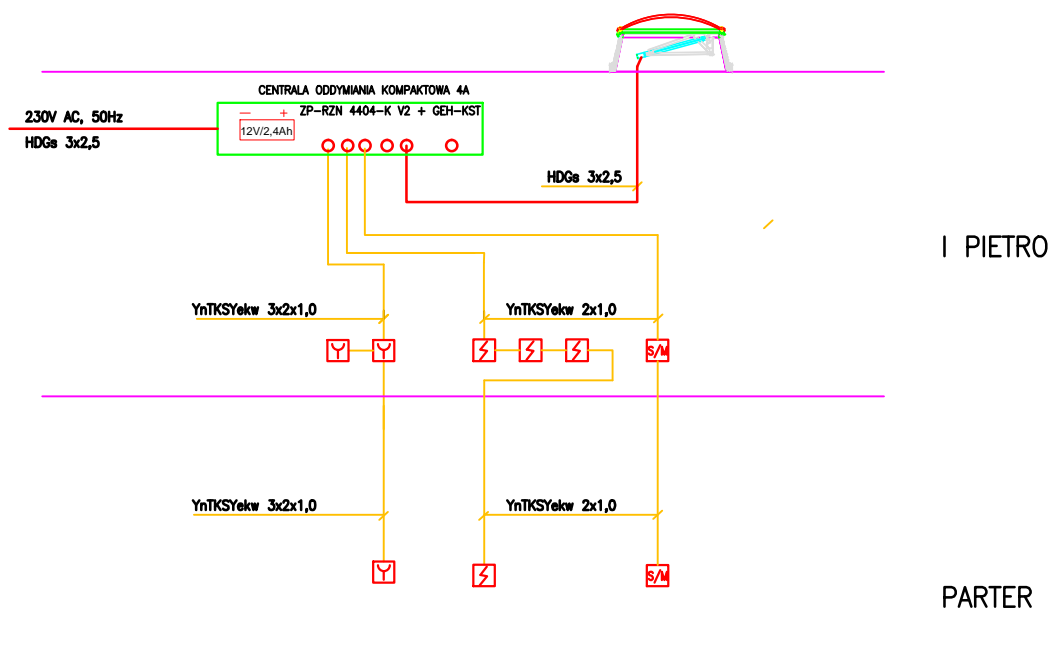 CENTRALA ODDYMIANIA KOMPAKTOWA 4A
ZP-RZN 4404-K V2 + GEH-KST
− +
12V/2,4Ah
230V AC, 50Hz
HDGs 3x2,5
HDGs 3x2,5
I PIETRO
YnTKSYekw 3x2x1,0
YnTKSYekw 2x1,0
S/M
YnTKSYekw 3x2x1,0
YnTKSYekw 2x1,0
S/M
PARTER